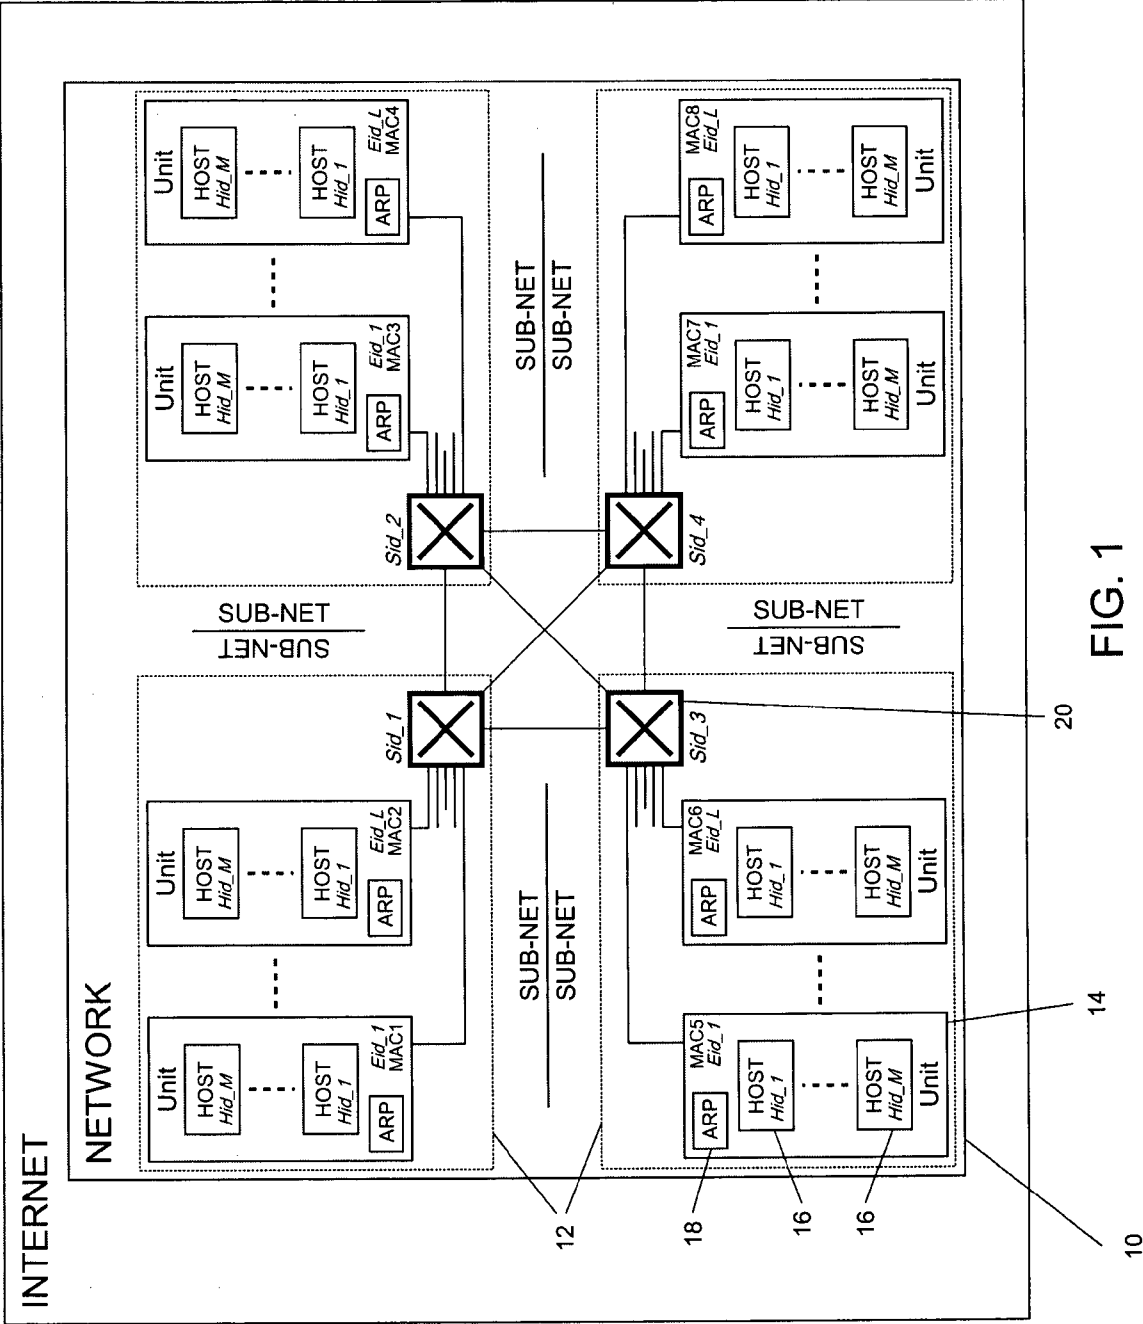 INTERNET
NETWORK
Unit
HOST
Hid_M
HOST
Hid_1
ARP
Eid_1
MAC1
Unit
HOST
Hid_M
HOST
Hid_1
ARP
Eid_L
MAC2
Sid_1
SUB-NET
SUB-NET
Unit
HOST
Hid_M
HOST
Hid_1
ARP
Eid_1
MAC3
Unit
HOST
Hid_M
HOST
Hid_1
ARP
Eid_L
MAC4
Sid_2
SUB-NET
SUB-NET
SUB-NET
SUB-NET
MAC5
Eid_1
ARP
HOST
Hid_1
HOST
Hid_M
Unit
MAC6
Eid_L
ARP
HOST
Hid_1
HOST
Hid_M
Unit
Sid_3
SUB-NET
SUB-NET
MAC7
Eid_1
ARP
HOST
Hid_1
HOST
Hid_M
Unit
MAC8
Eid_L
ARP
HOST
Hid_1
HOST
Hid_M
Unit
Sid_4
12
18
16
16
10
14
20
FIG. 1